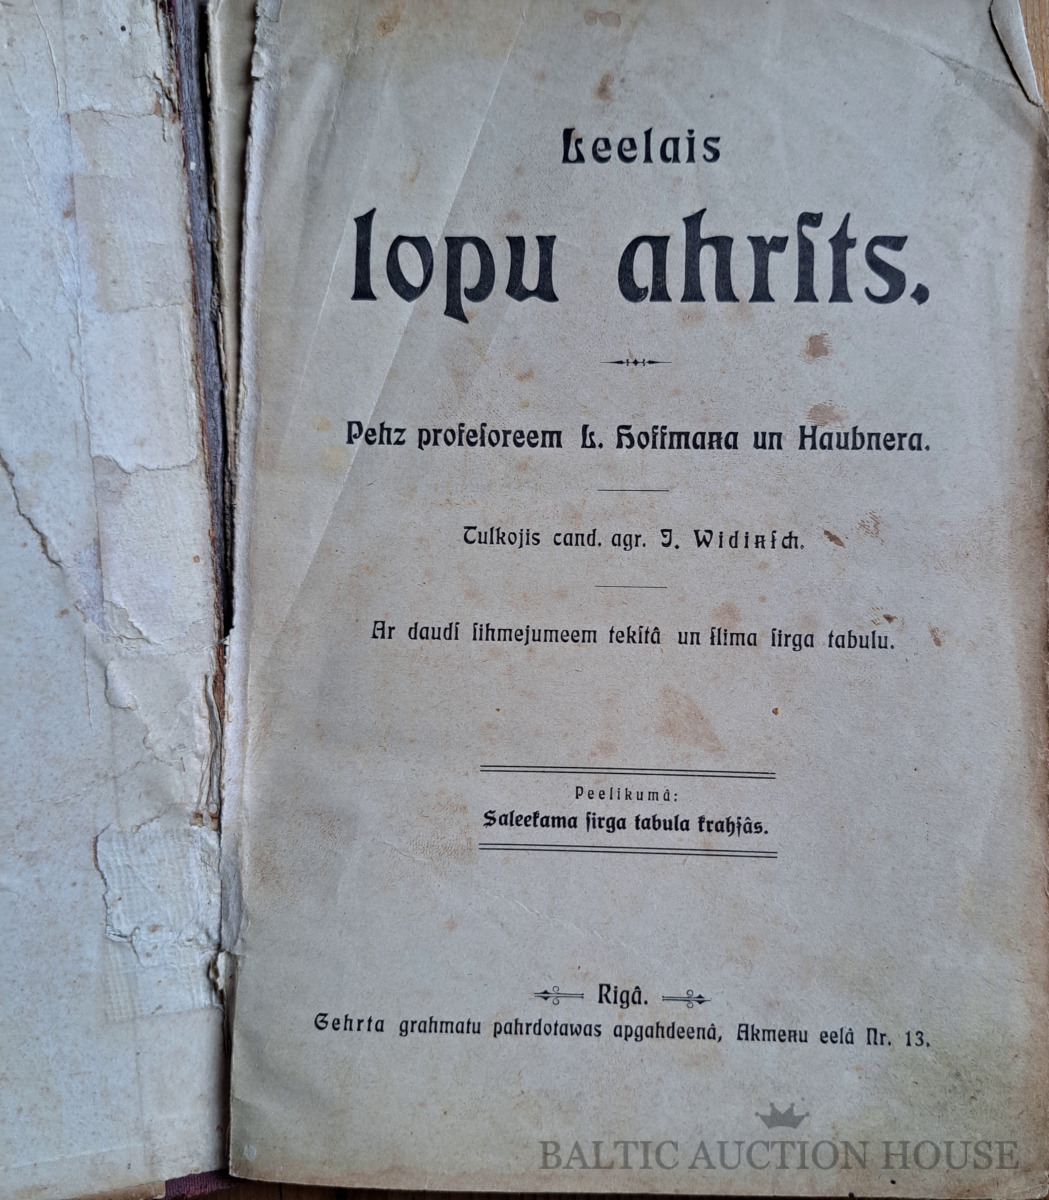 Leelais
lopu ahrſts.
Pehz profeſoreem L. Hoffmaņa un Haubnera.
Tulkojis cand. agr. J. Widiņſch.
Ar daudſ ſihmejumeem tekſtâ un ſlima ſirga tabulu.
Peelikumâ:
Saleekama ſirga tabula krahſâs.
Rigâ.
Gehrta grahmatu pahrdotawas apgahdeenâ, Akmeņu eelâ Nr. 13.
BALTIC AUCTION HOUSE